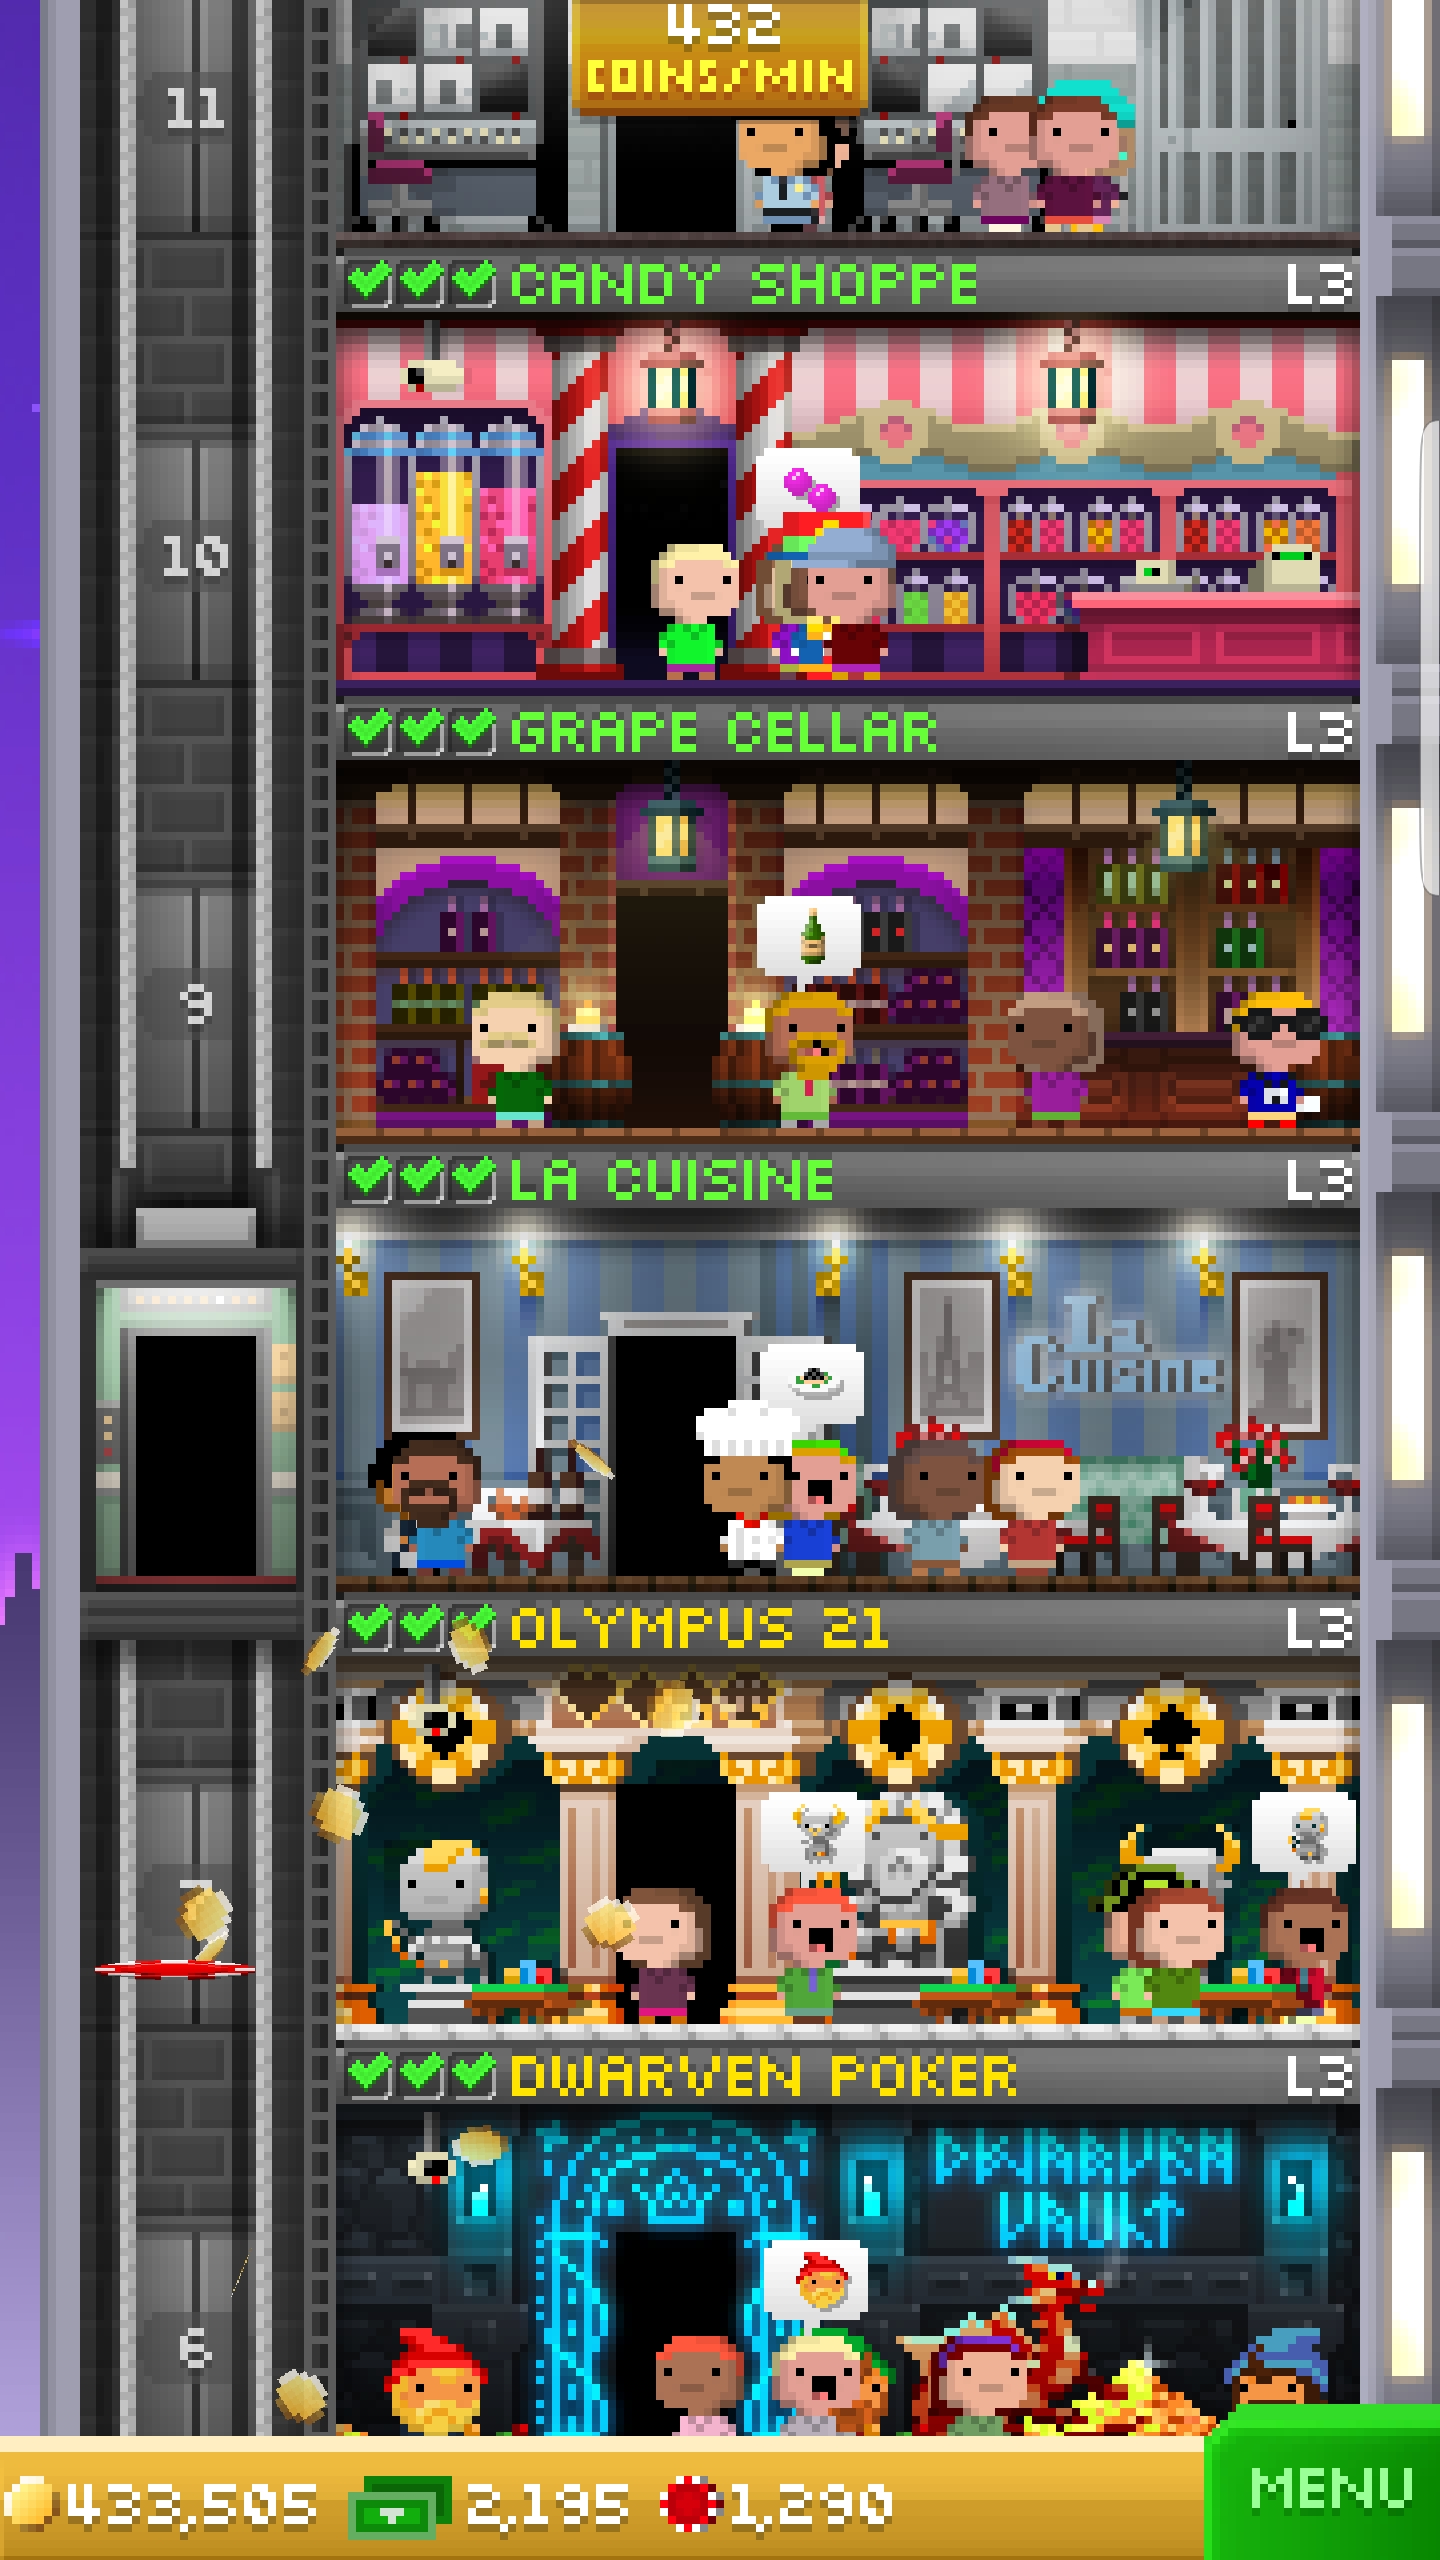 432
COINS/MIN
11
CANDY SHOPPE L3
10
GRAPE CELLAR L3
9
LA CUISINE L3
La
Cuisine
OLYMPUS 21 L3
DWARVEN POKER L3
DWARVEN
VAULT
6
433,505 2,195 1,290 MENU